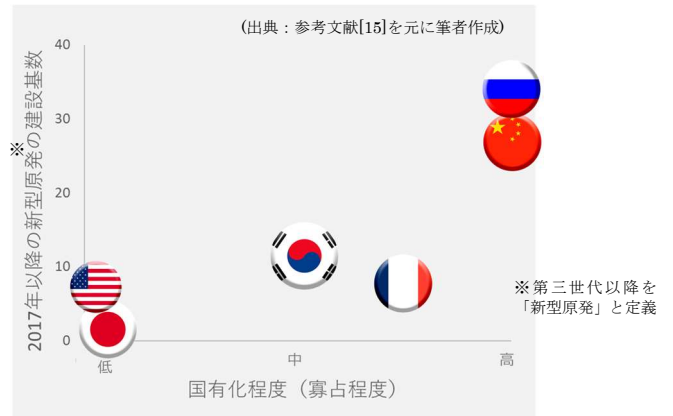 (出典：参考文献[15]を元に筆者作成)
40
30
20
10
0
※
2017年以降の新型原発の建設基数
低
中
高
国有化程度（寡占程度）
※第三世代以降を
「新型原発」と定義